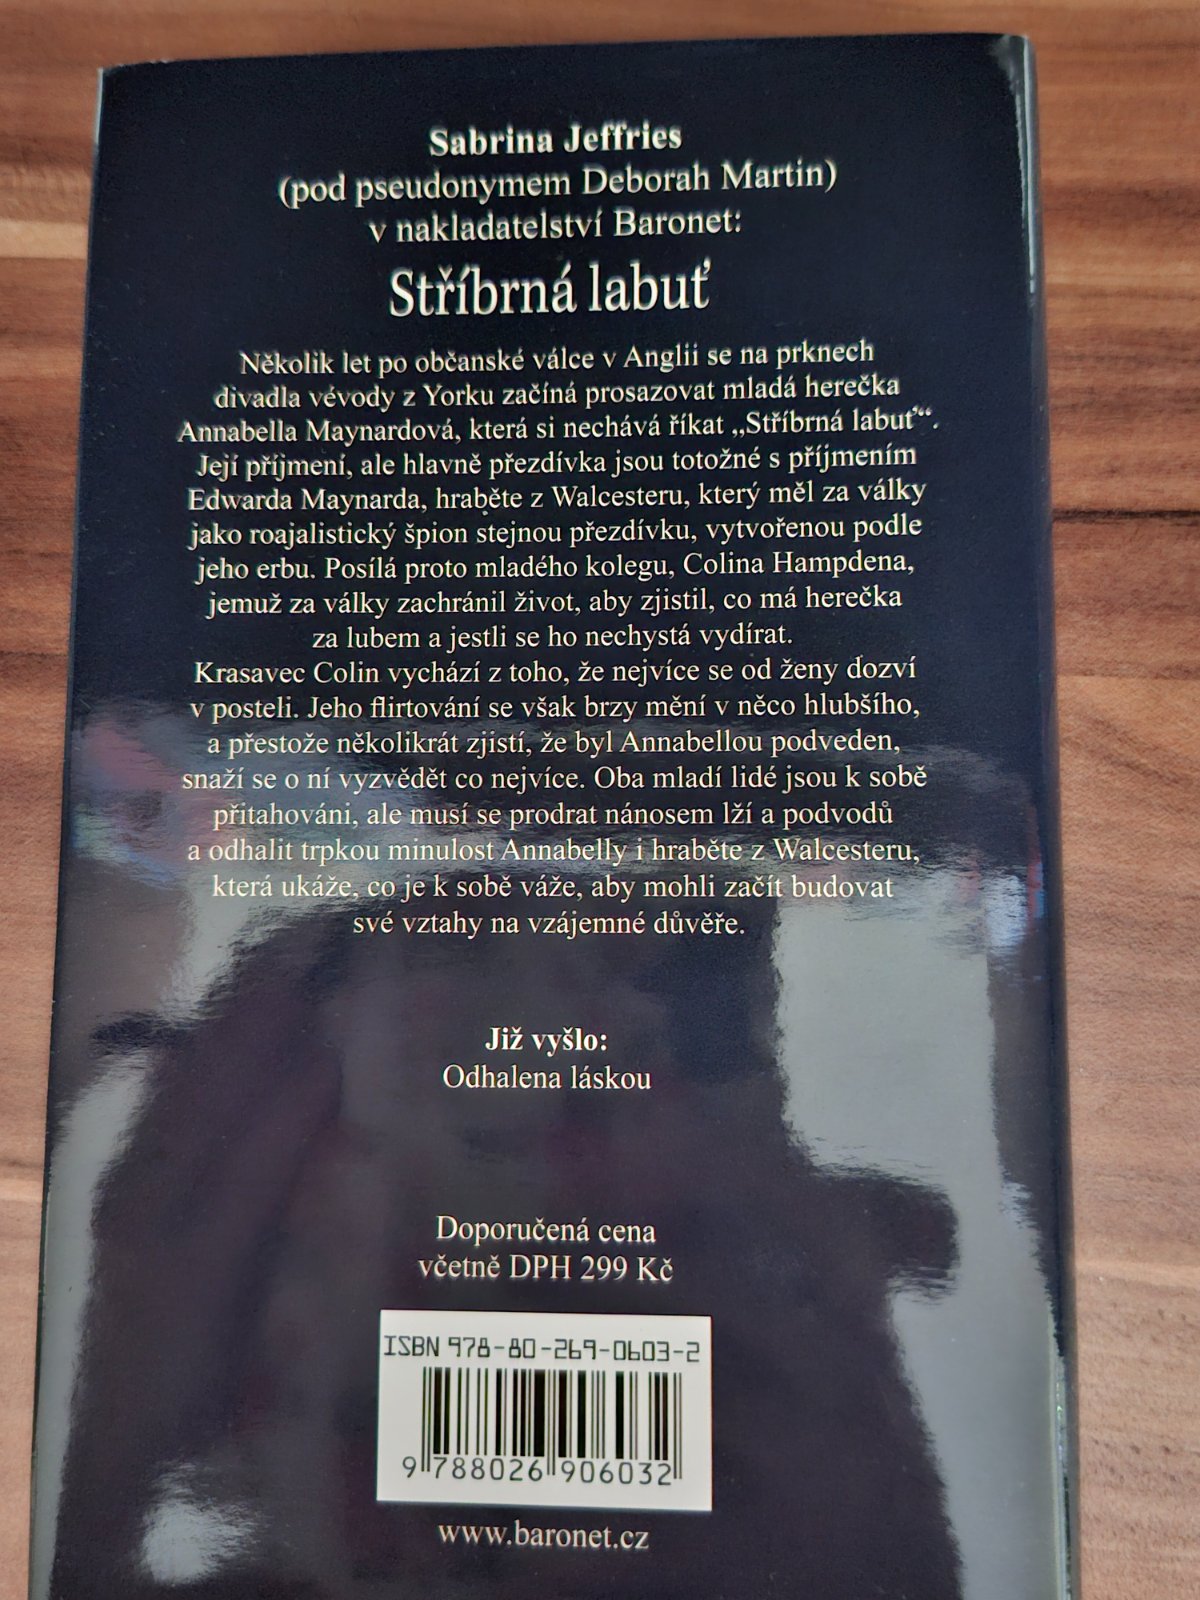 Sabrina Jeffries
(pod pseudonymem Deborah Martin)
v nakladatelství Baronet:
Stříbrná labuť
Několik let po občanské válce v Anglii se na prknech
divadla vévody z Yorku začíná prosazovat mladá herečka
Annabella Maynardová, která si nechává říkat „Stříbrná labuť“.
Její příjmení, ale hlavně přezdívka jsou totožné s příjmením
Edwarda Maynarda, hraběte z Walcesteru, který měl za války
jako roajalistický špion stejnou přezdívku, vytvořenou podle
jeho erbu. Posílá proto mladého kolegu, Colina Hampdena,
jemuž za války zachránil život, aby zjistil, co má herečka
za lubem a jestli se ho nechystá vydírat.
Krasavec Colin vychází z toho, že nejvíce se od ženy dozví
v posteli. Jeho flirtování se však brzy mění v něco hlubšího,
a přestože několikrát zjistí, že byl Annabellou podveden,
snaží se o ní vyzvědět co nejvíce. Oba mladí lidé jsou k sobě
přitahováni, ale musí se prodrat nánosem lží a podvodů
a odhalit trpkou minulost Annabelly i hraběte z Walcesteru,
která ukáže, co je k sobě váže, aby mohli začít budovat
své vztahy na vzájemné důvěře.
Již vyšlo:
Odhalena láskou
Doporučená cena
včetně DPH 299 Kč
ISBN 978-80-269-0603-2
9 788026 906032
www.baronet.cz